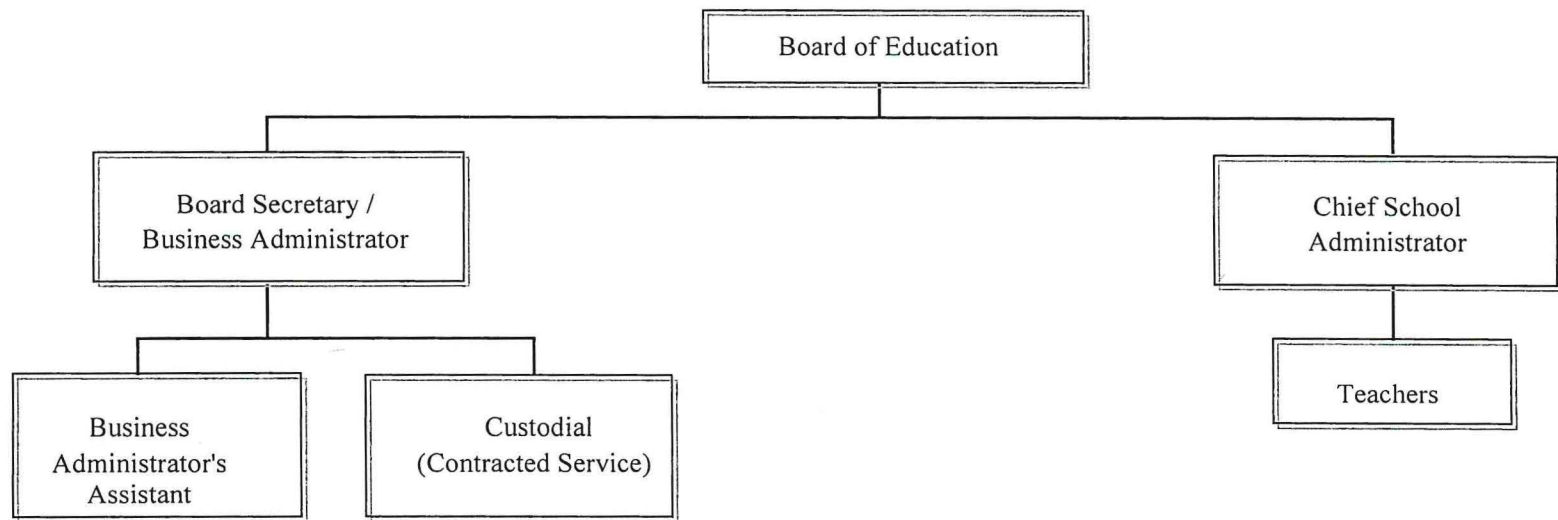 Board of Education
Board Secretary /
Business Administrator
Chief School
Administrator
Business
Administrator's
Assistant
Custodial
(Contracted Service)
Teachers